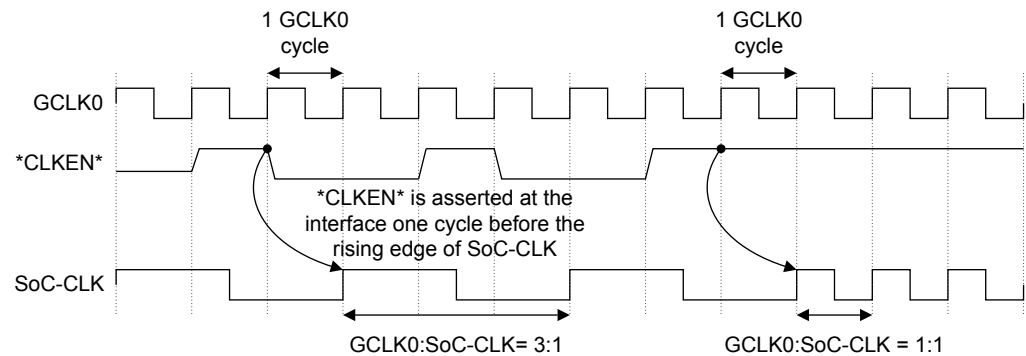 1 GCLK0
cycle
1 GCLK0
cycle
GCLK0
*CLKEN*
*CLKEN* is asserted at the
interface one cycle before the
rising edge of SoC-CLK
SoC-CLK
GCLK0:SoC-CLK= 3:1
GCLK0:SoC-CLK = 1:1